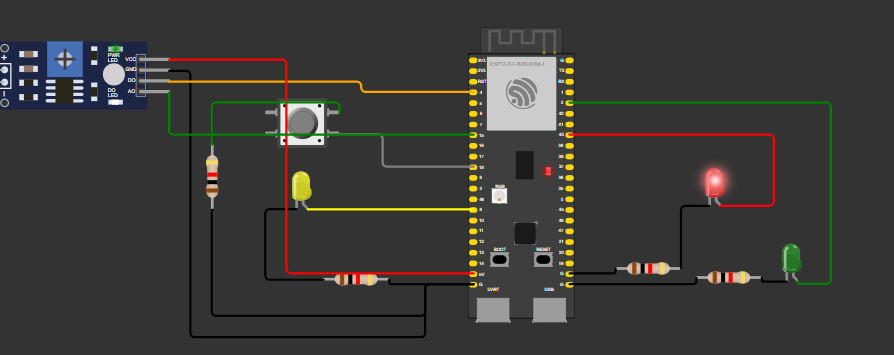 PWR
LED
VCC
GND
DO
AO
DO
LED
ESP32-S3-WROOM-1
3V3
3V3
RST
4
5
6
7
15
16
17
18
8
3
46
9
10
11
12
13
14
5V
G
G
TX
RX
1
2
42
41
40
39
38
37
36
35
0
45
48
47
21
20
19
G
G
RGB
BOOT
RESET
UART
USB